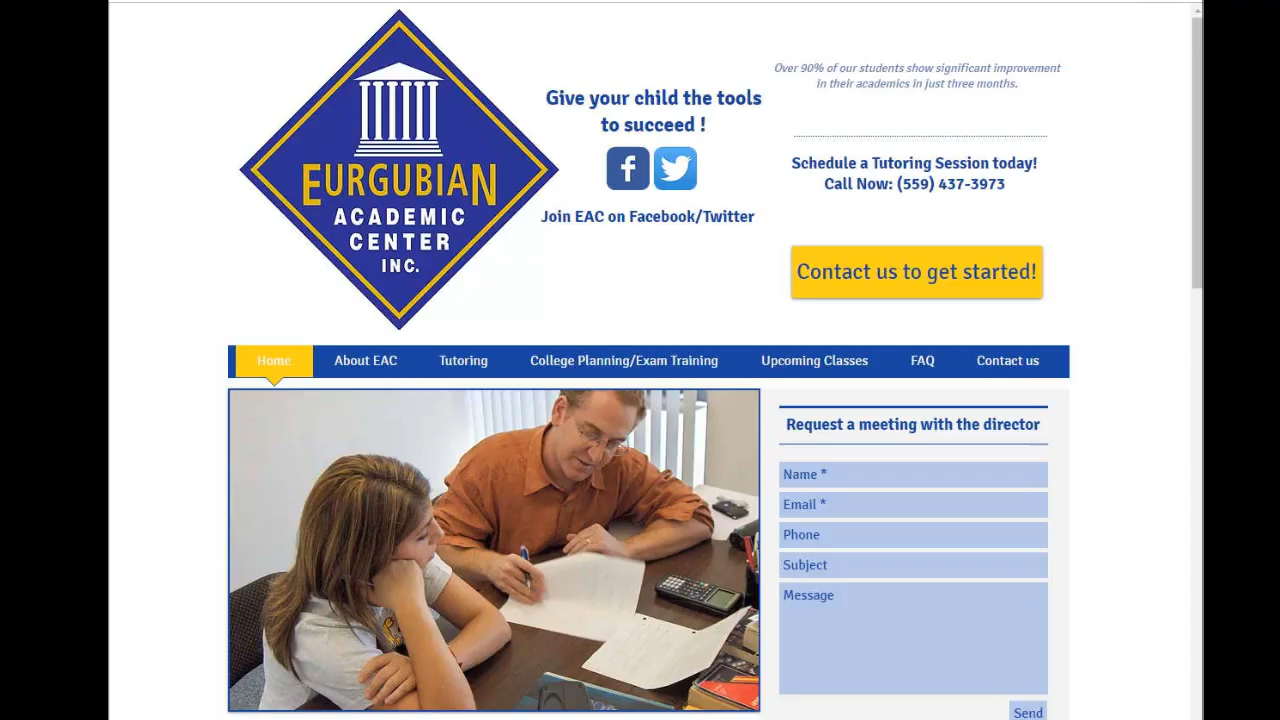 EURGUBIAN
ACADEMIC
CENTER
INC.
Give your child the tools
to succeed !
Join EAC on Facebook/Twitter
Over 90% of our students show significant improvement
in their academics in just three months.
Schedule a Tutoring Session today!
Call Now: (559) 437-3973
Contact us to get started!
Home About EAC Tutoring College Planning/Exam Training Upcoming Classes FAQ Contact us
Request a meeting with the director
Name *
Email *
Phone
Subject
Message
Send